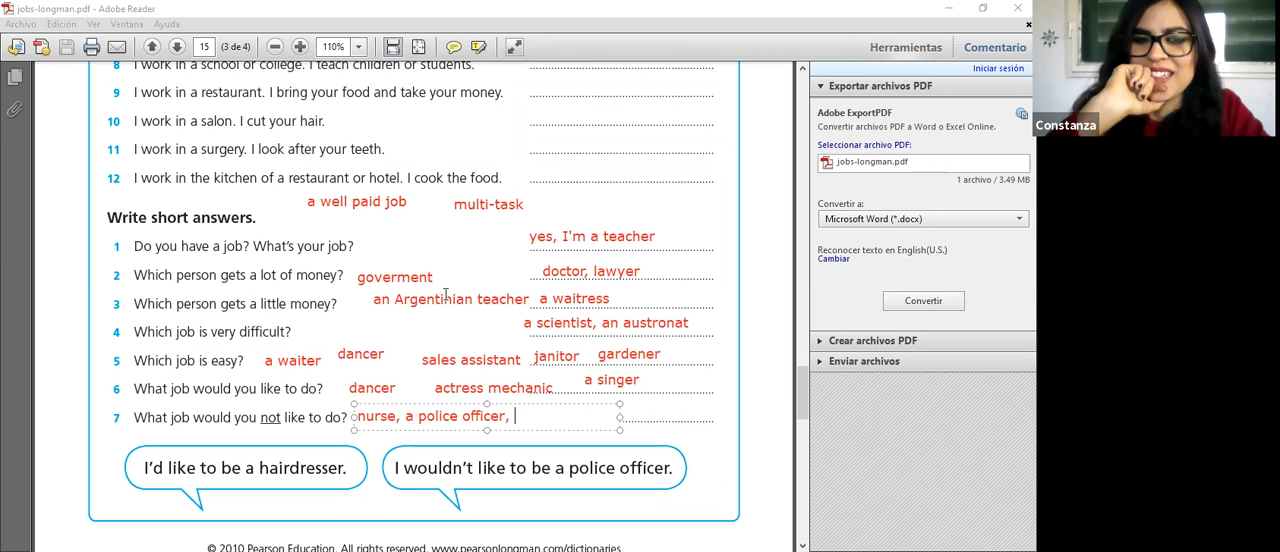 jobs-longman.pdf - Adobe Reader
Archivo Edición Ver Ventana Ayuda
15 (3 de 4) 110% Herramientas Comentario
8 I work in a school or college. I teach children or students.
9 I work in a restaurant. I bring your food and take your money.
10 I work in a salon. I cut your hair.
11 I work in a surgery. I look after your teeth.
12 I work in the kitchen of a restaurant or hotel. I cook the food.
a well paid job multi-task
Write short answers.
1 Do you have a job? What's your job? yes, I'm a teacher
2 Which person gets a lot of money? goverment doctor, lawyer
3 Which person gets a little money? an Argentinian teacher a waitress
4 Which job is very difficult? a scientist, an austronat
5 Which job is easy? a waiter dancer sales assistant janitor gardener
6 What job would you like to do? dancer actress mechanic a singer
7 What job would you not like to do? nurse, a police officer,
I'd like to be a hairdresser. I wouldn't like to be a police officer.
© 2010 Pearson Education. All rights reserved. www.pearsonlongman.com/dictionaries
Iniciar sesión
Exportar archivos PDF
Adobe ExportPDF
Convertir archivos PDF a Word o Excel Online.
Seleccionar archivo PDF:
jobs-longman.pdf
1 archivo / 3.49 MB
Convertir a:
Microsoft Word (*.docx)
Reconocer texto en English(U.S.)
Cambiar
Convertir
Crear archivos PDF
Enviar archivos
Constanza